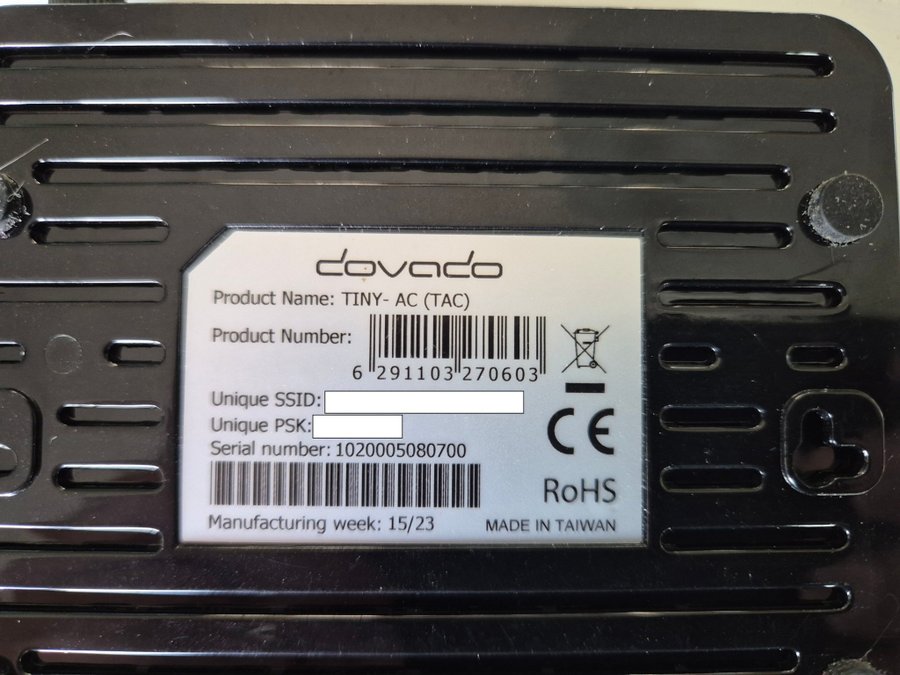 dovado
Product Name: TINY- AC (TAC)
Product Number:
6 291103 270603
Unique SSID:
Unique PSK:
Serial number: 1020005080700
CE
RoHS
Manufacturing week: 15/23
MADE IN TAIWAN